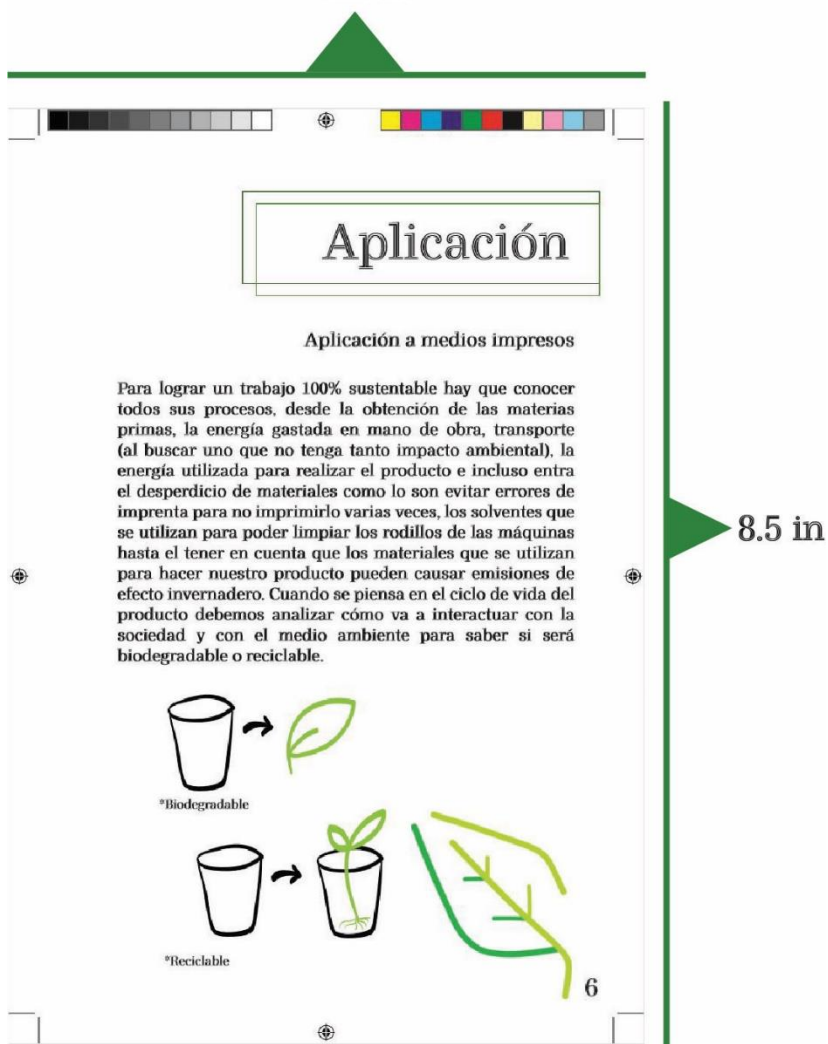 Aplicación
Aplicación a medios impresos
Para lograr un trabajo 100% sustentable hay que conocer
todos sus procesos, desde la obtención de las materias
primas, la energía gastada en mano de obra, transporte
(al buscar uno que no tenga tanto impacto ambiental), la
energía utilizada para realizar el producto e incluso entra
el desperdicio de materiales como lo son evitar errores de
imprenta para no imprimirlo varias veces, los solventes que
se utilizan para poder limpiar los rodillos de las máquinas
hasta el tener en cuenta que los materiales que se utilizan
para hacer nuestro producto pueden causar emisiones de
efecto invernadero. Cuando se piensa en el ciclo de vida del
producto debemos analizar cómo va a interactuar con la
sociedad y con el medio ambiente para saber si será
biodegradable o reciclable.
8.5 in
*Biodegradable
*Reciclable
6